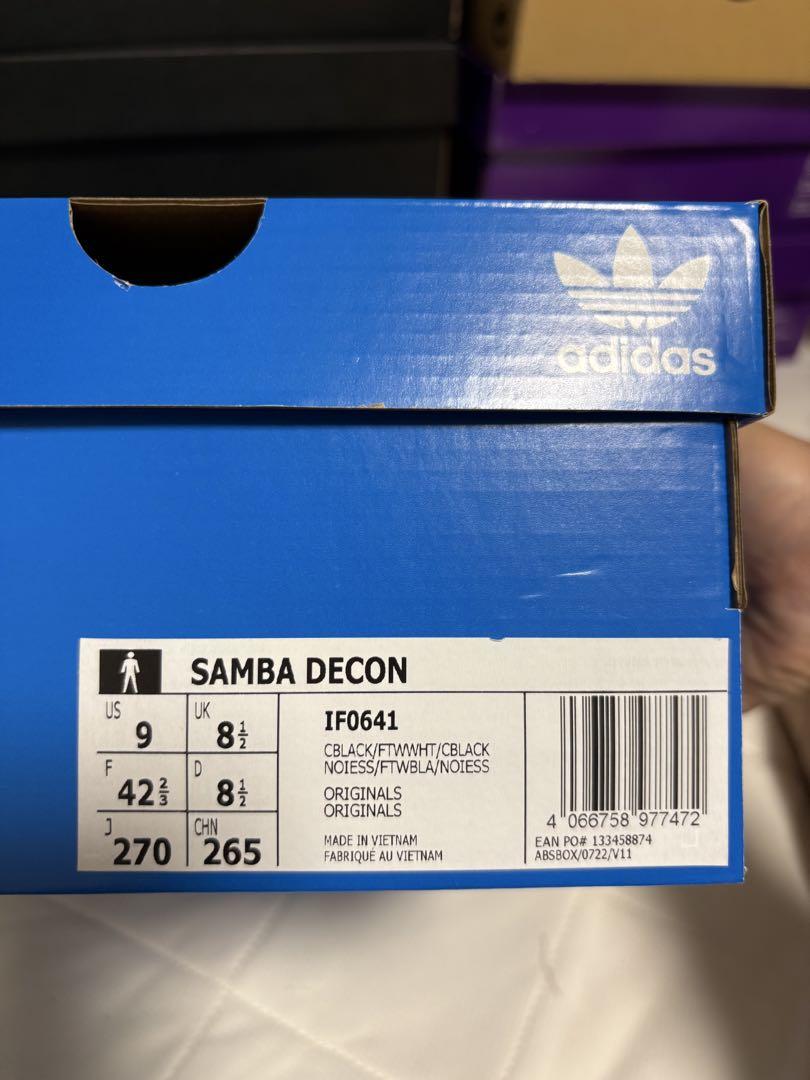 adidas
SAMBA DECON
US
9
UK
8½
F
42⅔
D
8½
J
270
CHN
265
IF0641
CBLACK/FTWWHT/CBLACK
NOIESS/FTWBLA/NOIESS
ORIGINALS
ORIGINALS
MADE IN VIETNAM
FABRIQUÉ AU VIETNAM
4 066758 977472
EAN PO# 133458874
ABSBOX/0722/V11